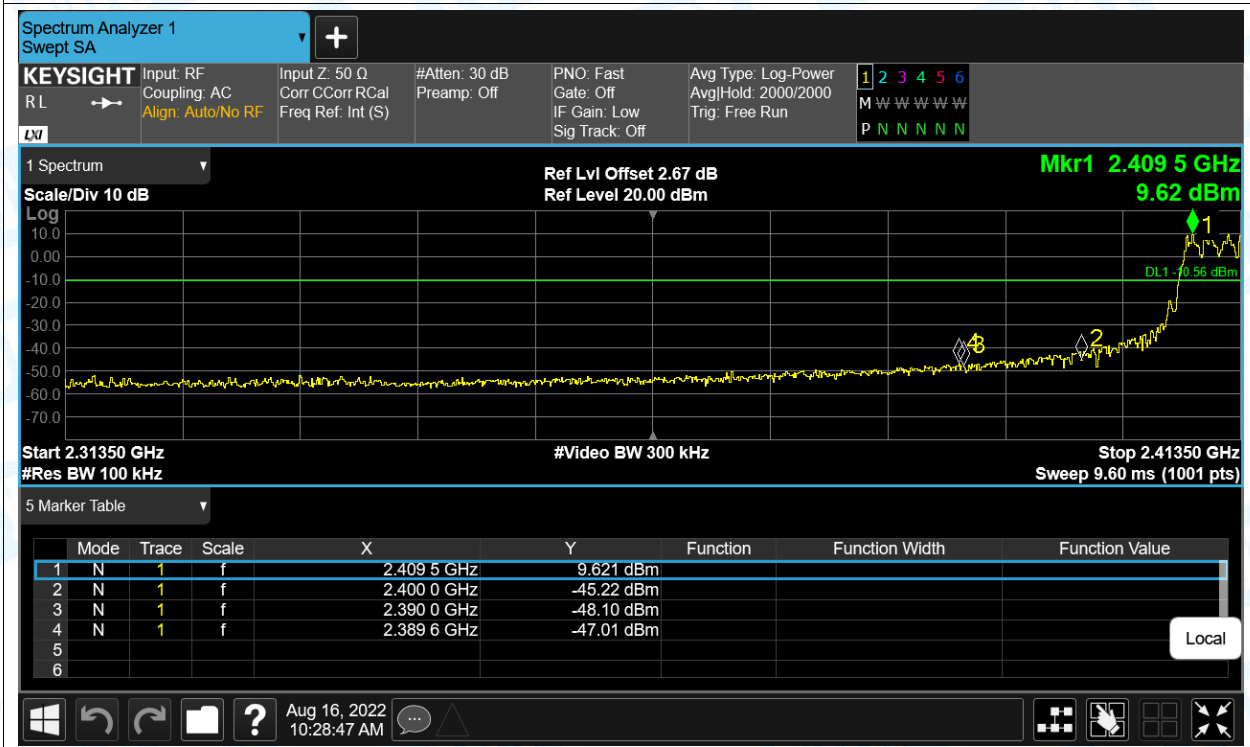 Spectrum Analyzer 1
Swept SA
KEYSIGHT Input: RF Input Z: 50 Ω #Atten: 30 dB PNO: Fast Avg Type: Log-Power 1 2 3 4 5 6
R L Coupling: AC Corr CCorr RCal Preamp: Off Gate: Off Avg|Hold: 2000/2000 M W W W W W W
Align: Auto/No RF Freq Ref: Int (S) IF Gain: Low Trig: Free Run
LXI Sig Track: Off P N N N N N
1 Spectrum Ref Lvl Offset 2.67 dB Mkr1 2.409 5 GHz
Scale/Div 10 dB Ref Level 20.00 dBm 9.62 dBm
Log
1
10.0
0.00
DL1 -10.56 dBm
-10.0
-20.0
-30.0
-40.0 4 3 2
-50.0
-60.0
-70.0
Start 2.31350 GHz #Video BW 300 kHz Stop 2.41350 GHz
#Res BW 100 kHz Sweep 9.60 ms (1001 pts)
5 Marker Table
Mode Trace Scale X Y Function Function Width Function Value
1 N 1 f 2.409 5 GHz 9.621 dBm
2 N 1 f 2.400 0 GHz -45.22 dBm
3 N 1 f 2.390 0 GHz -48.10 dBm
4 N 1 f 2.389 6 GHz -47.01 dBm
5
6
Local
? Aug 16, 2022
10:28:47 AM